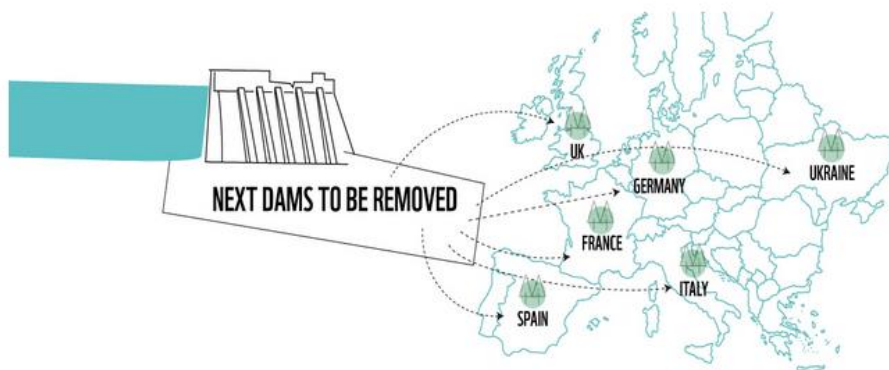 NEXT DAMS TO BE REMOVED
UK
GERMANY
UKRAINE
FRANCE
ITALY
SPAIN